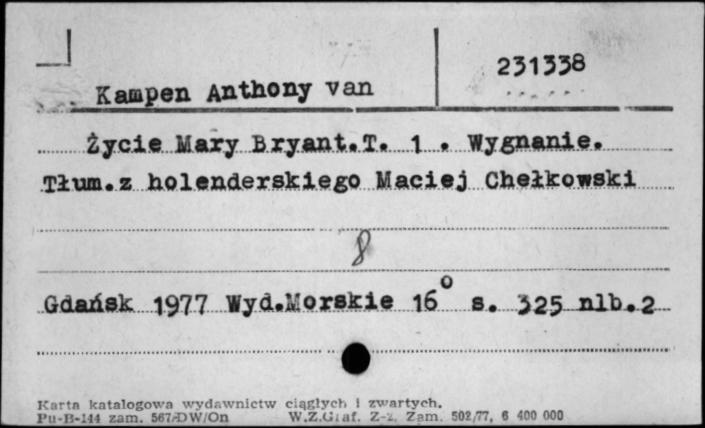 231338
Kampen Anthony van
Życie Mary Bryant.T. 1 . Wygnanie.
Tłum.z holenderskiego Maciej Chełkowski
8
Gdańsk 1977 Wyd.Morskie 16° s. 325 nlb.2
Karta katalogowa wydawnictw ciągłych i zwartych.
Pu-B-144 zam. 567/DW/On W.Z.Graf. Z-z. Zam. 502/77, 6 400 000